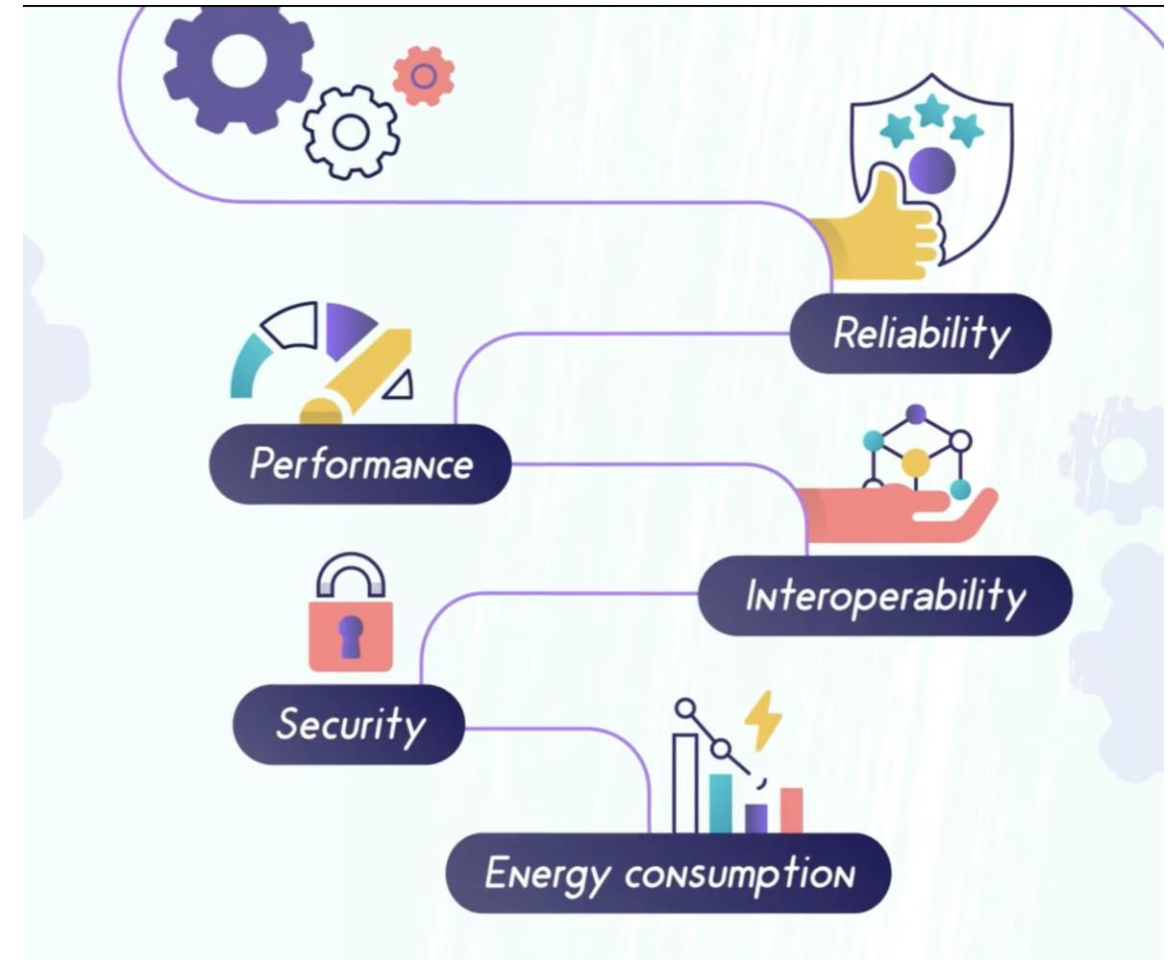 Reliability
Performance
Interoperability
Security
Energy consumption